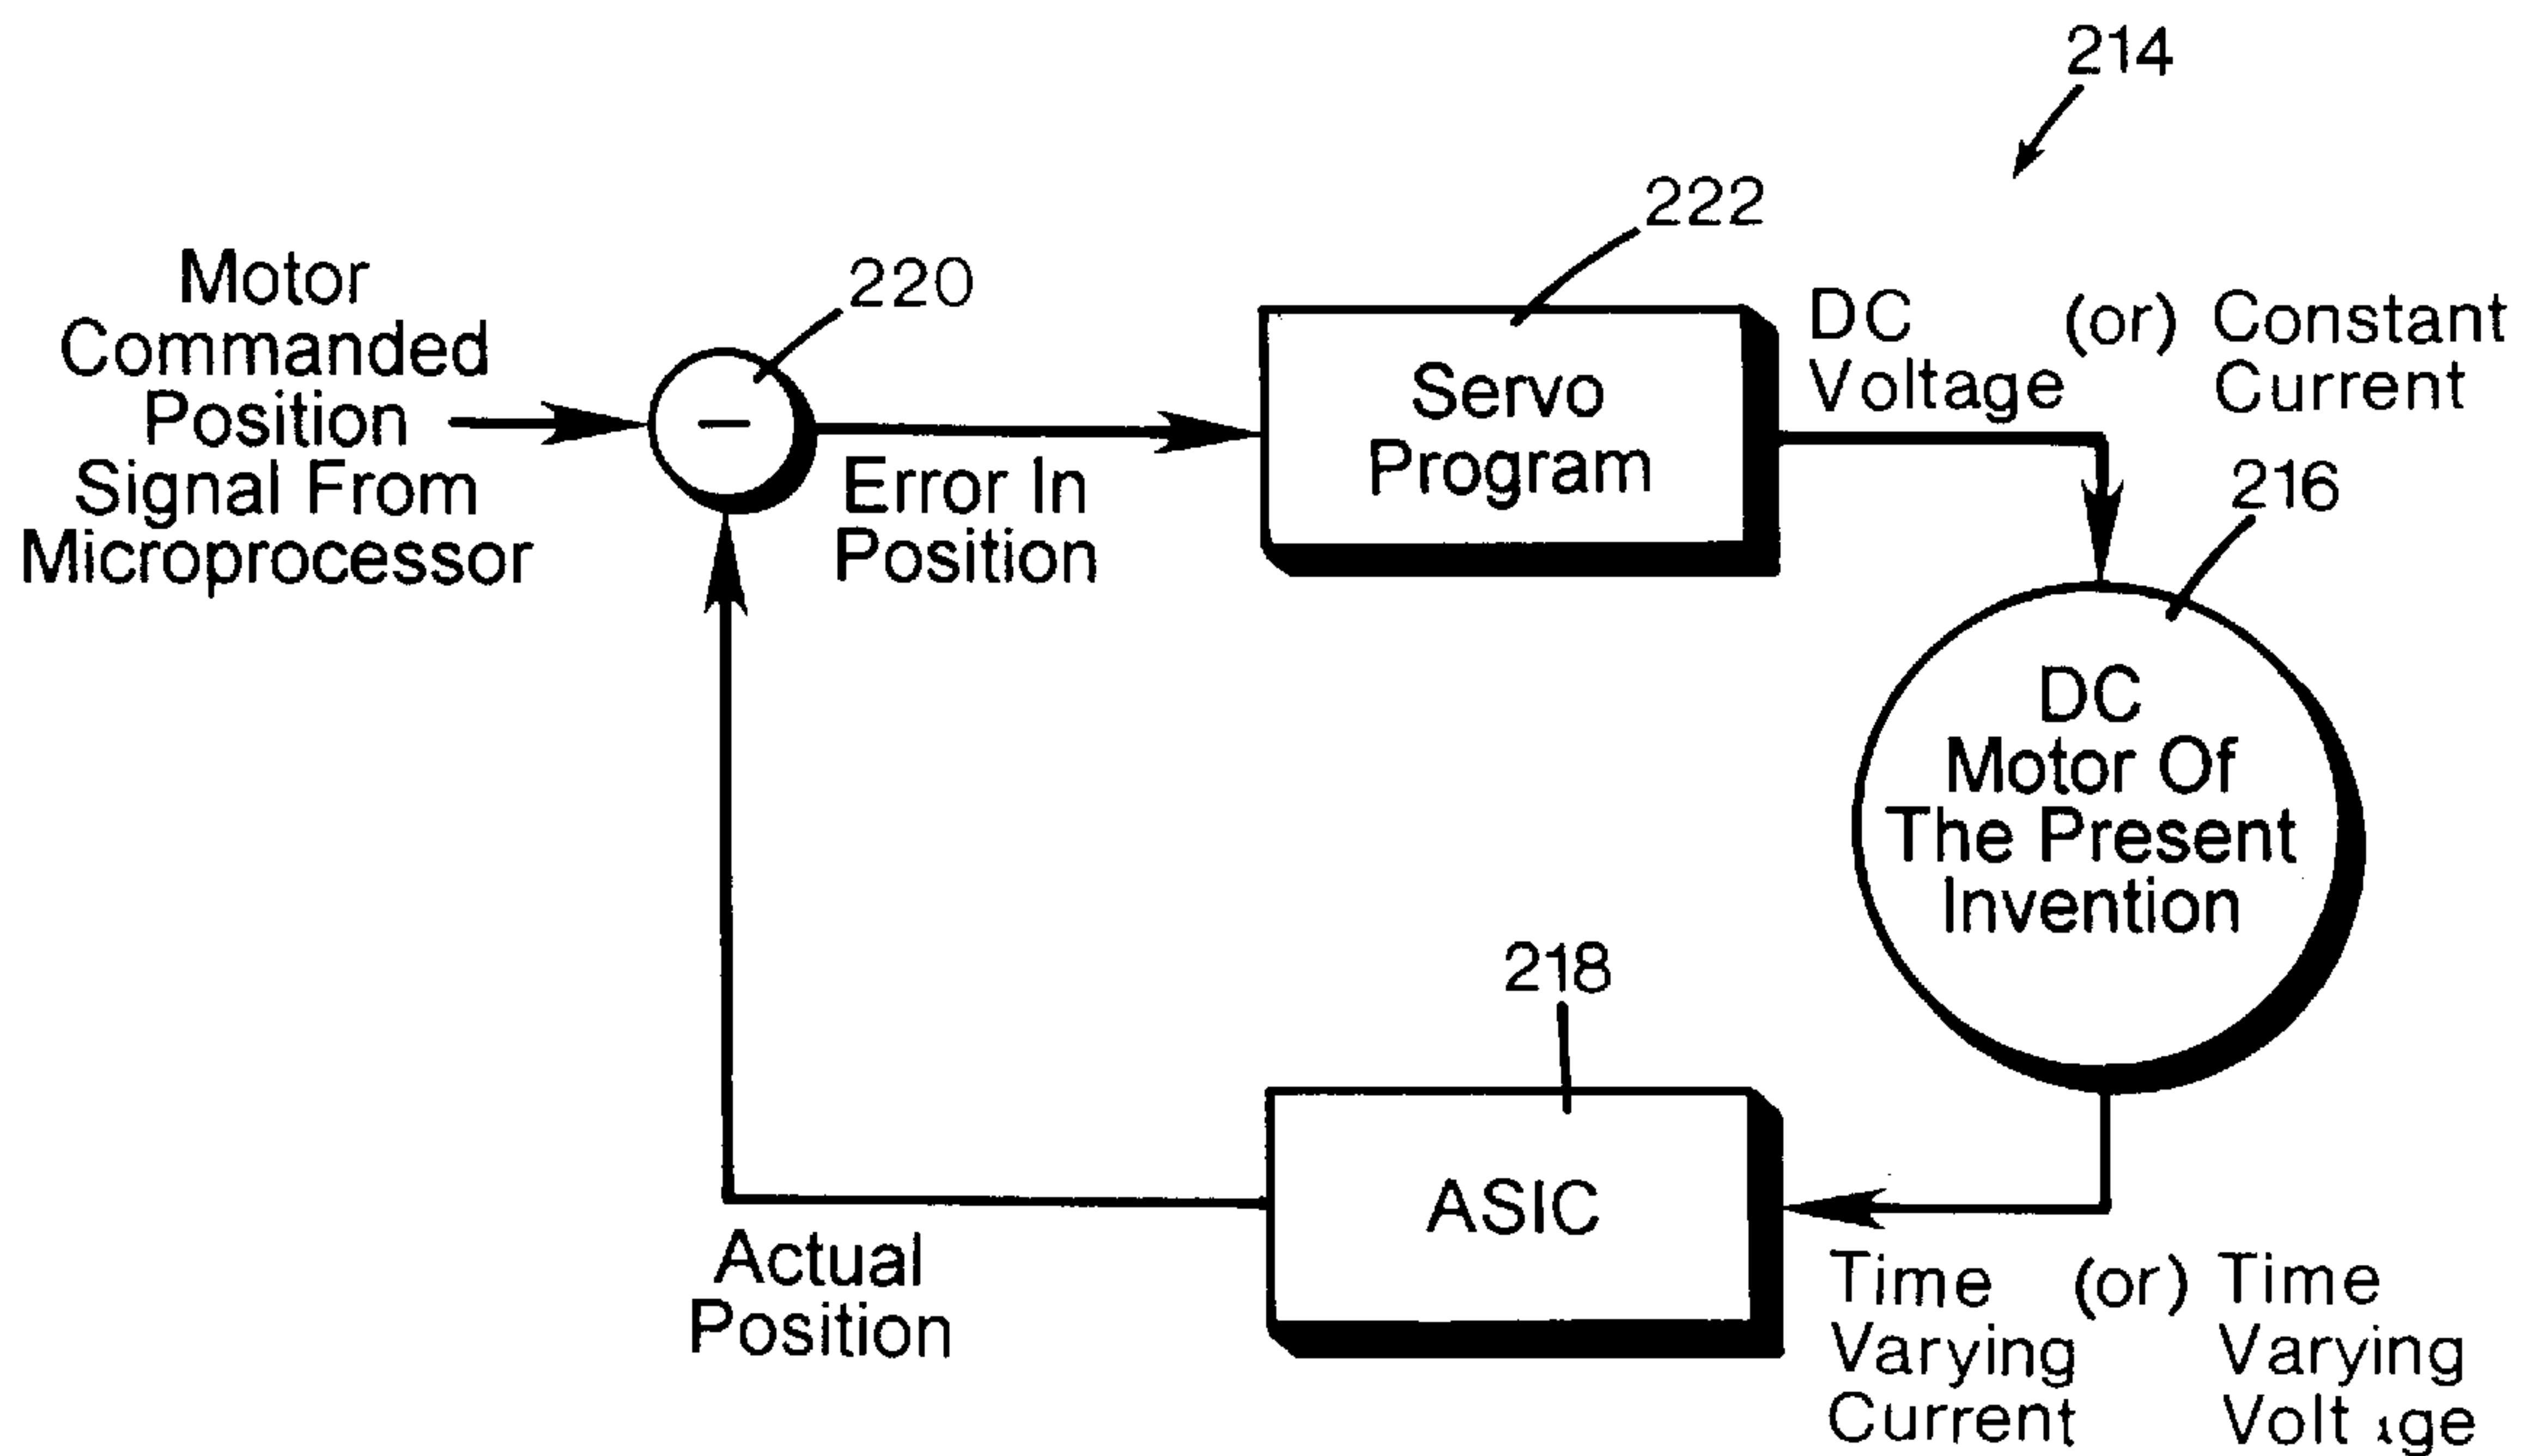 214
222
220
Motor
Commanded
Position
Signal From
Microprocessor
−
Error In
Position
Servo
Program
DC (or) Constant
Voltage Current
216
DC
Motor Of
The Present
Invention
218
ASIC
Actual
Position
Time (or) Time
Varying Varying
Current